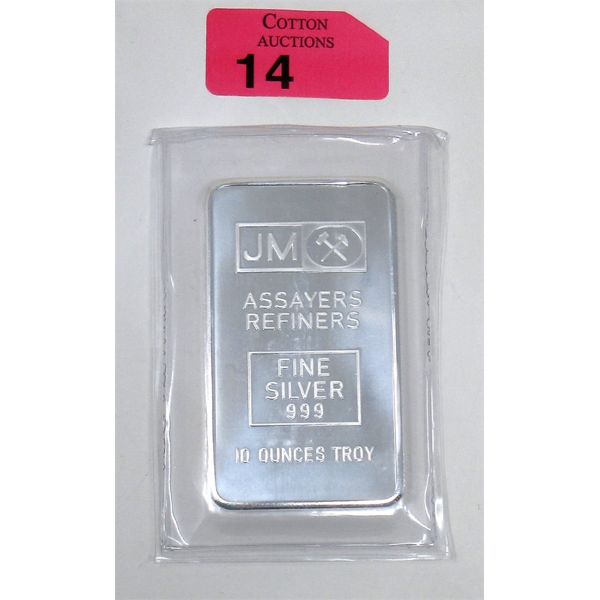 COTTON
AUCTIONS
14
JM
ASSAYERS
REFINERS
FINE
SILVER
999
10 OUNCES TROY